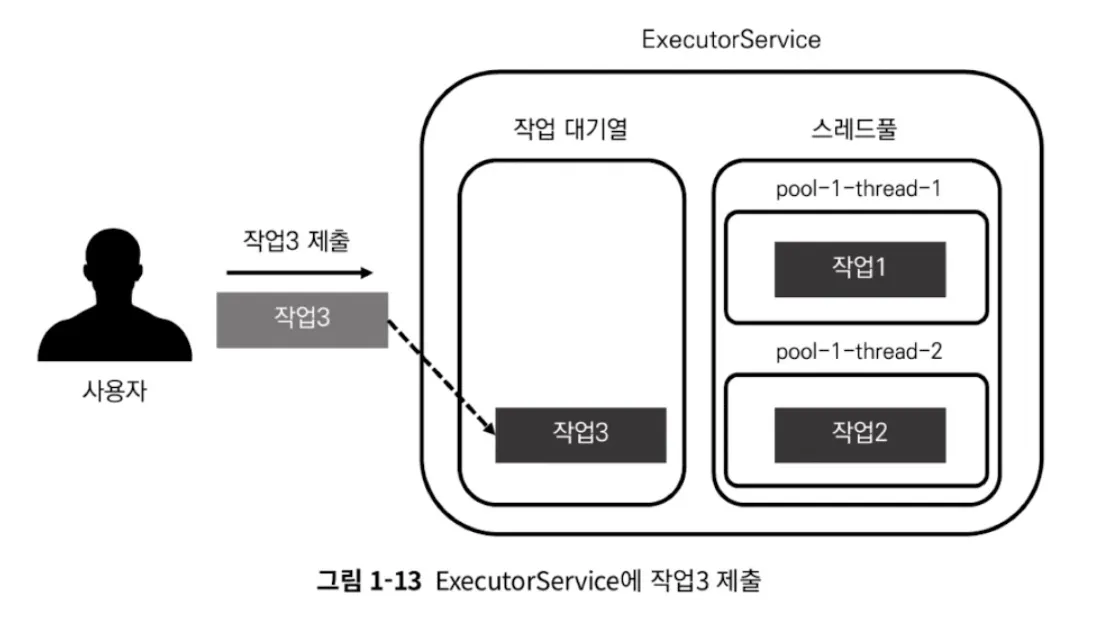 ExecutorService
작업 대기열
스레드풀
pool-1-thread-1
작업3 제출
작업1
작업3
pool-1-thread-2
사용자
작업3
작업2
그림 1-13 ExecutorService에 작업3 제출